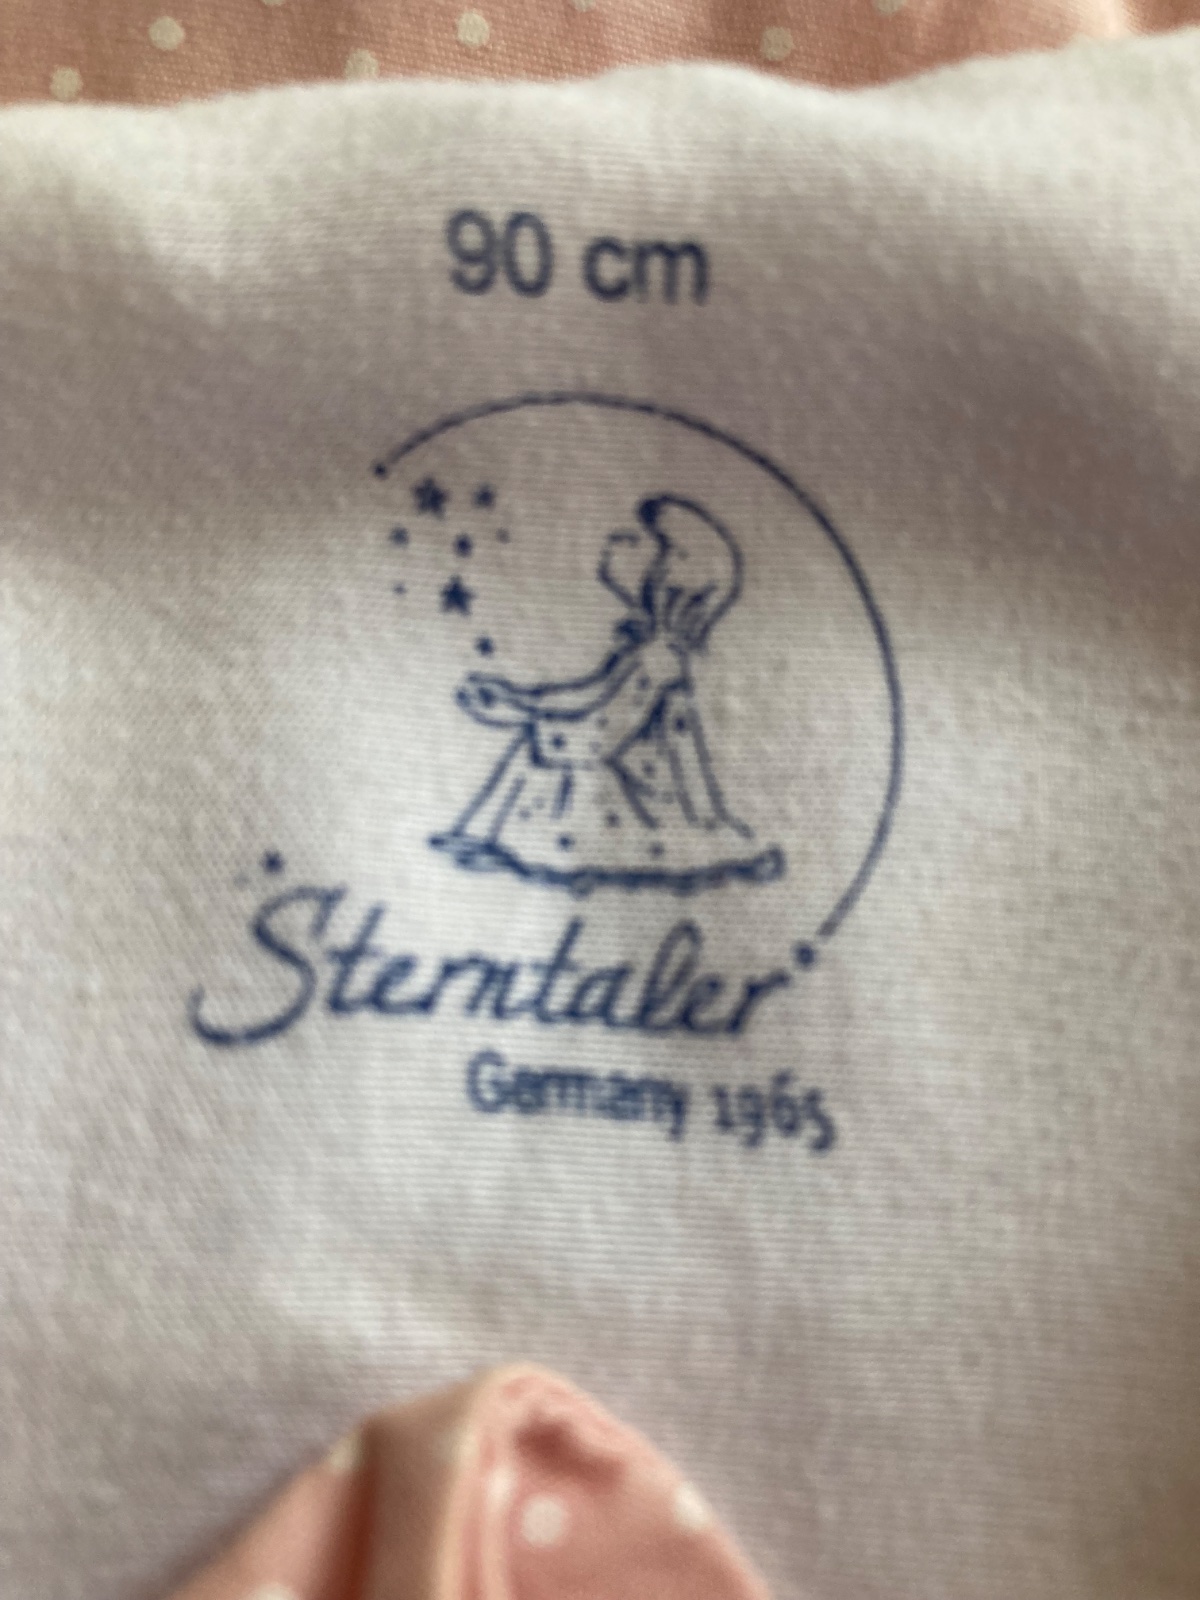 90 cm
Sterntaler
Germany 1965